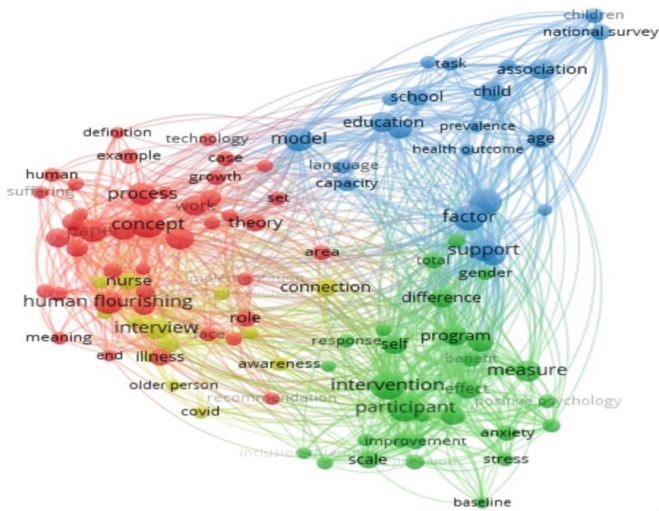 children
national survey
task
association
school
child
education
prevalence
definition
technology
model
age
health outcome
example
case
language
human
growth
capacity
suffering
process
work
set
concept
theory
factor
paper
area
support
total
nurse
gender
connection
human flourishing
difference
role
interview
face
program
meaning
response
self
end
illness
awareness
benefit
measure
older person
intervention
effect
recommendation
positive psychology
covid
participant
anxiety
improvement
scale
stress
baseline